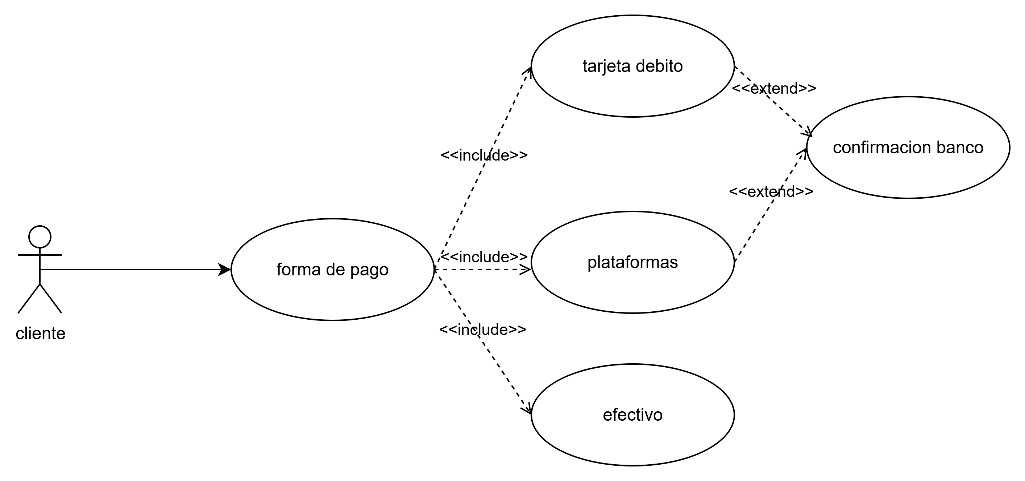 tarjeta debito
<<extend>>
confirmacion banco
<<include>>
<<extend>>
forma de pago
<<include>>
plataformas
<<include>>
cliente
efectivo